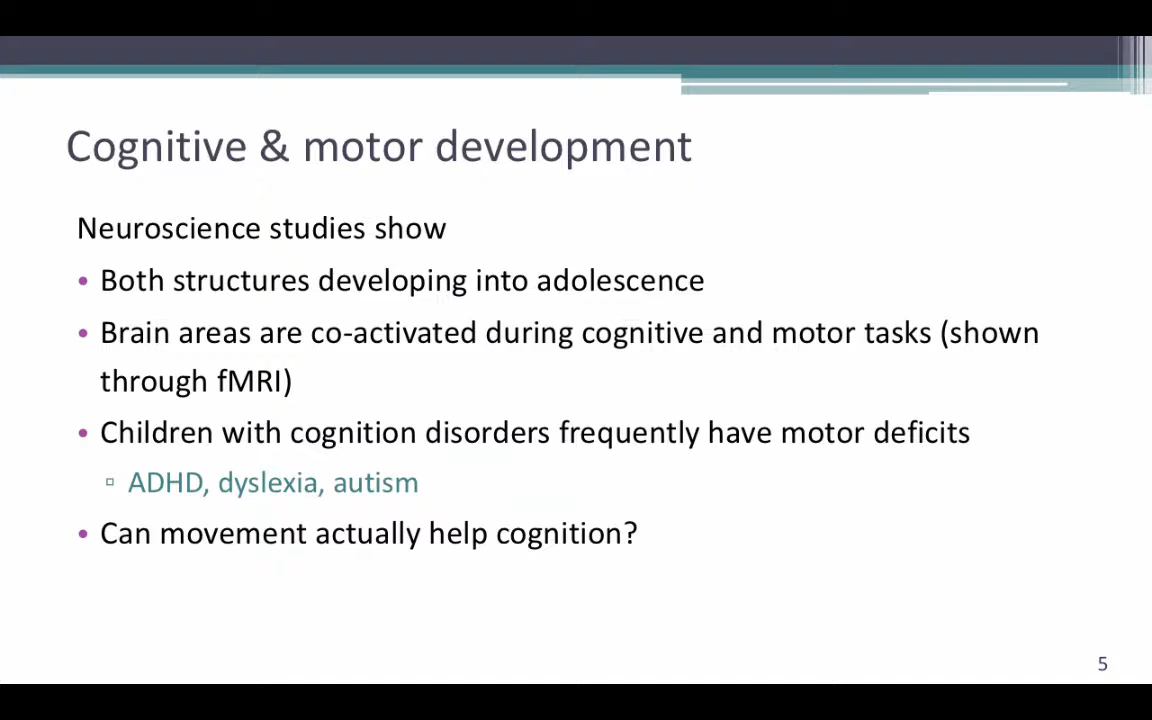 Cognitive & motor development
Neuroscience studies show
• Both structures developing into adolescence
• Brain areas are co-activated during cognitive and motor tasks (shown
through fMRI)
• Children with cognition disorders frequently have motor deficits
▫ ADHD, dyslexia, autism
• Can movement actually help cognition?
5